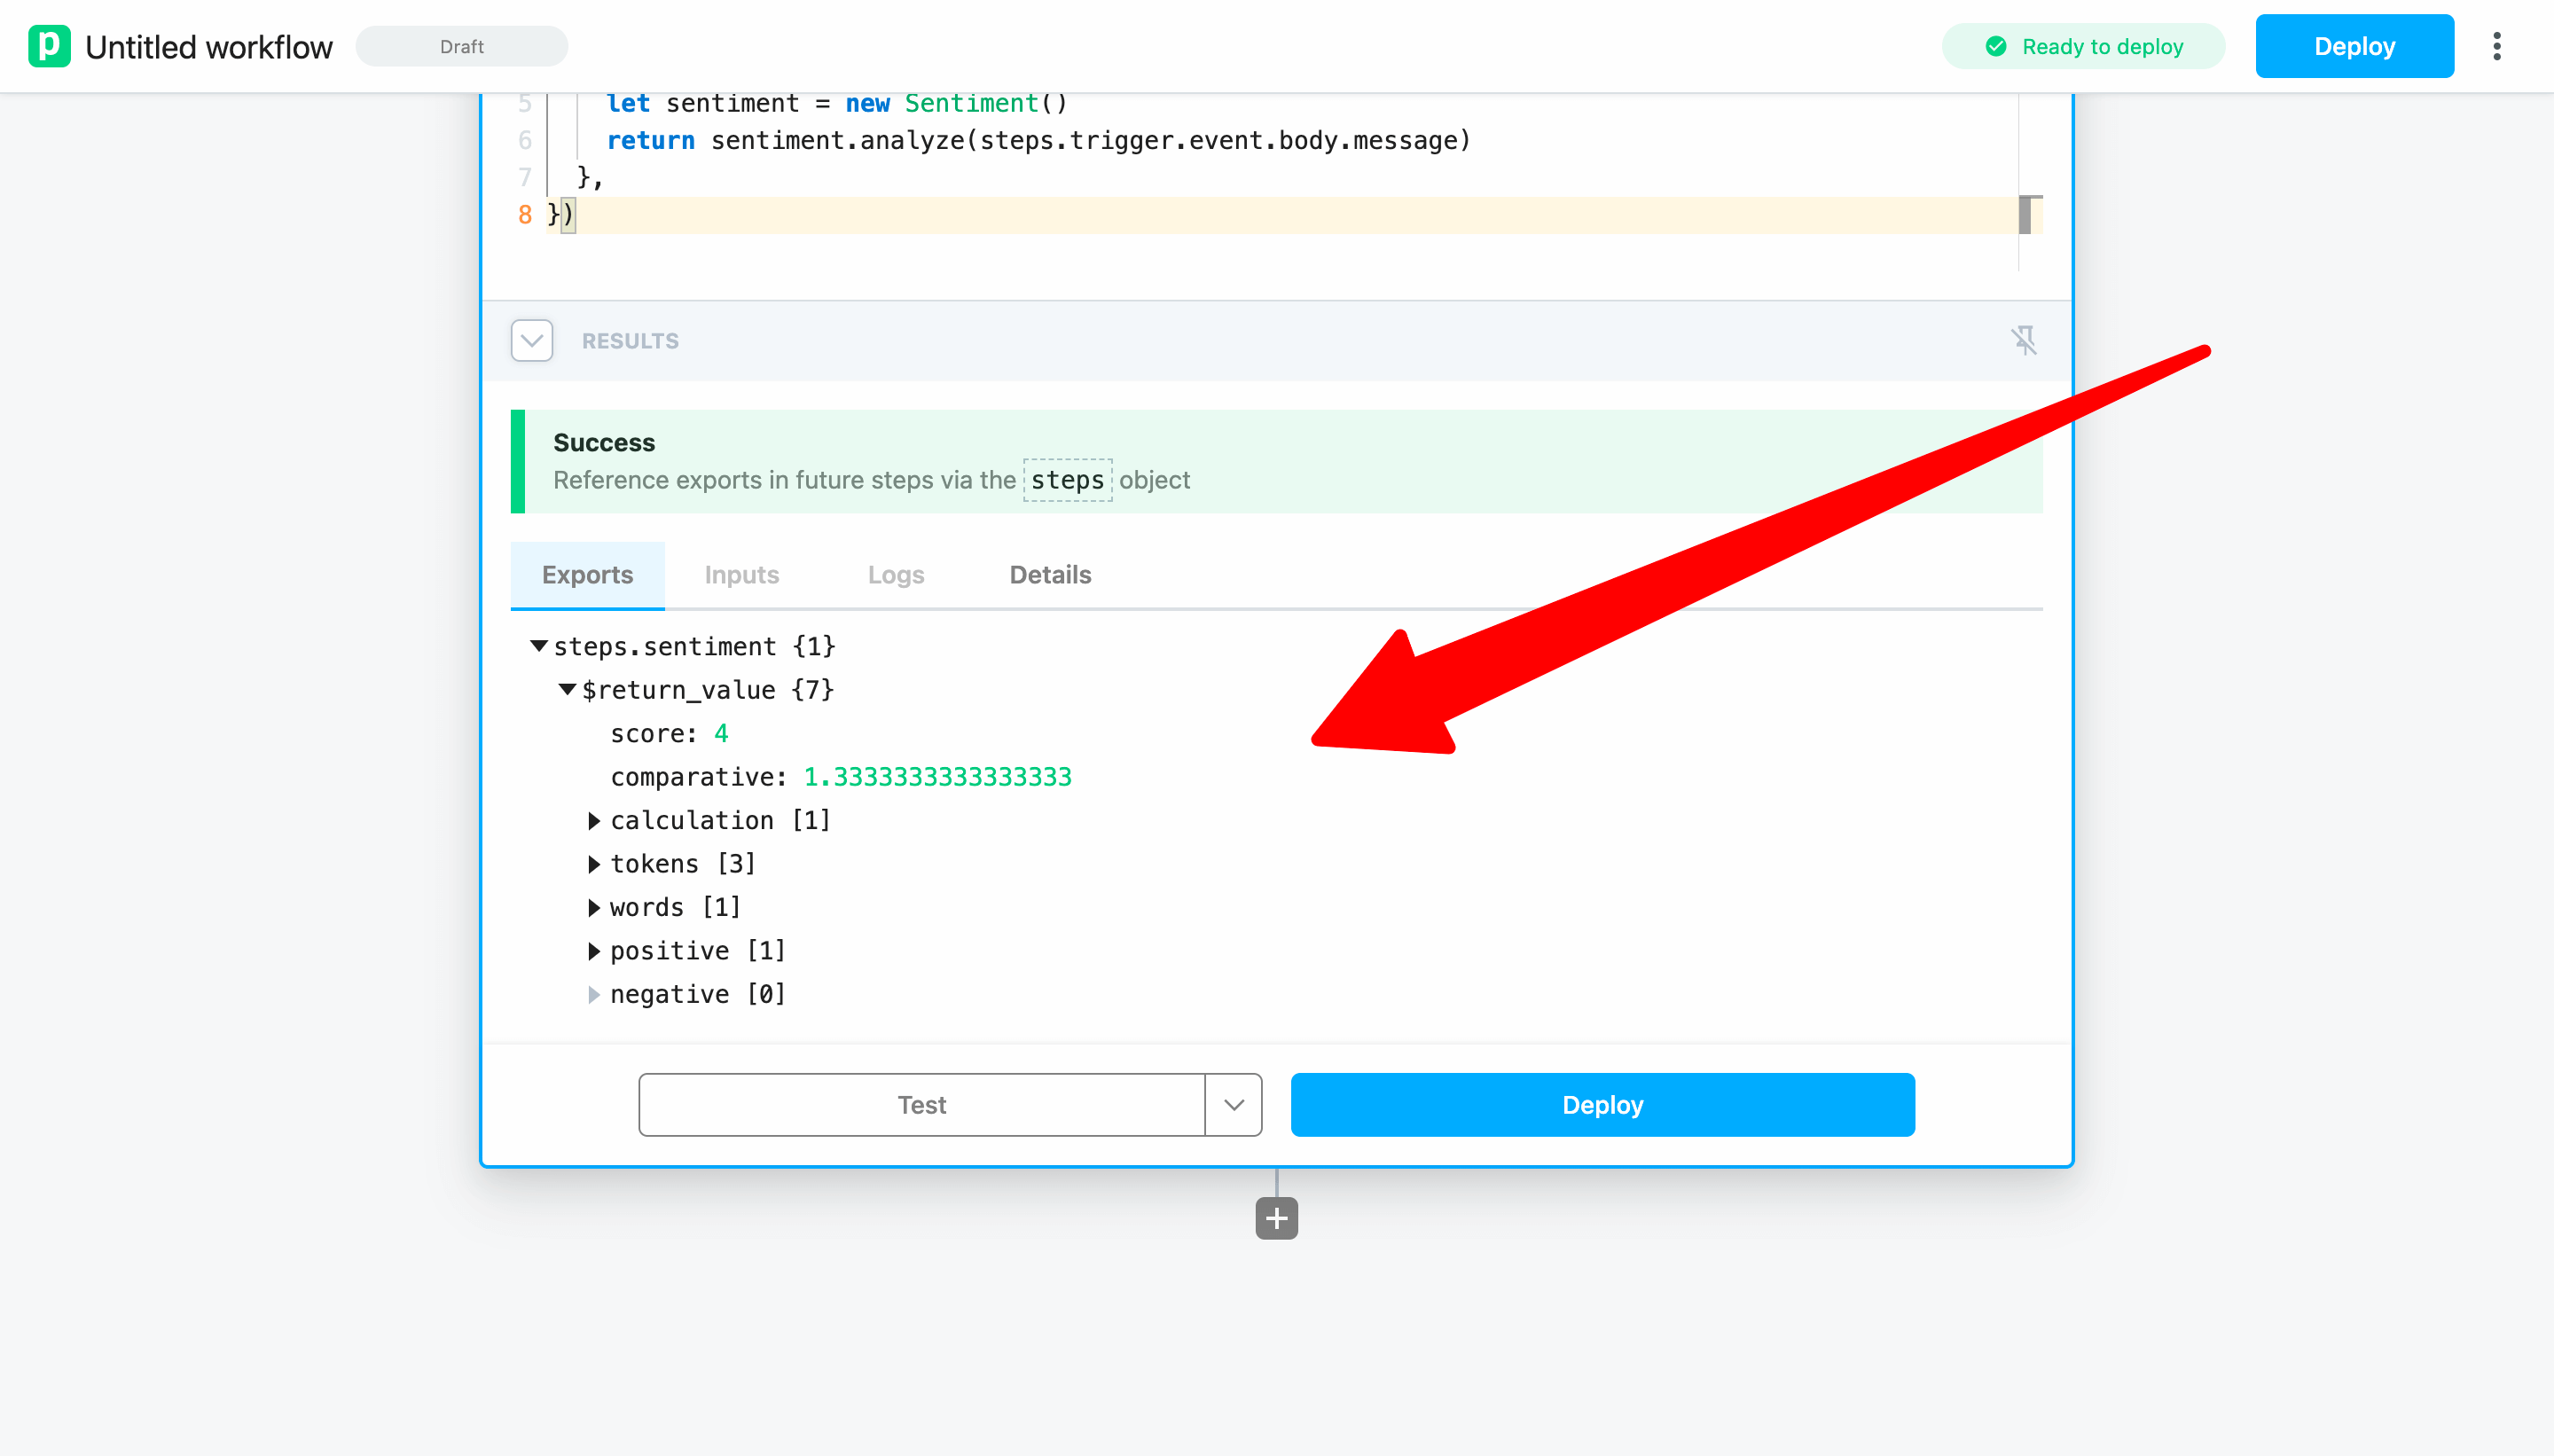 p Untitled workflow Draft Ready to deploy Deploy
5 let sentiment = new Sentiment()
6 return sentiment.analyze(steps.trigger.event.body.message)
7 },
8 })
RESULTS
Success
Reference exports in future steps via the steps object
Exports Inputs Logs Details
steps.sentiment {1}
$return_value {7}
score: 4
comparative: 1.3333333333333333
calculation [1]
tokens [3]
words [1]
positive [1]
negative [0]
Test Deploy